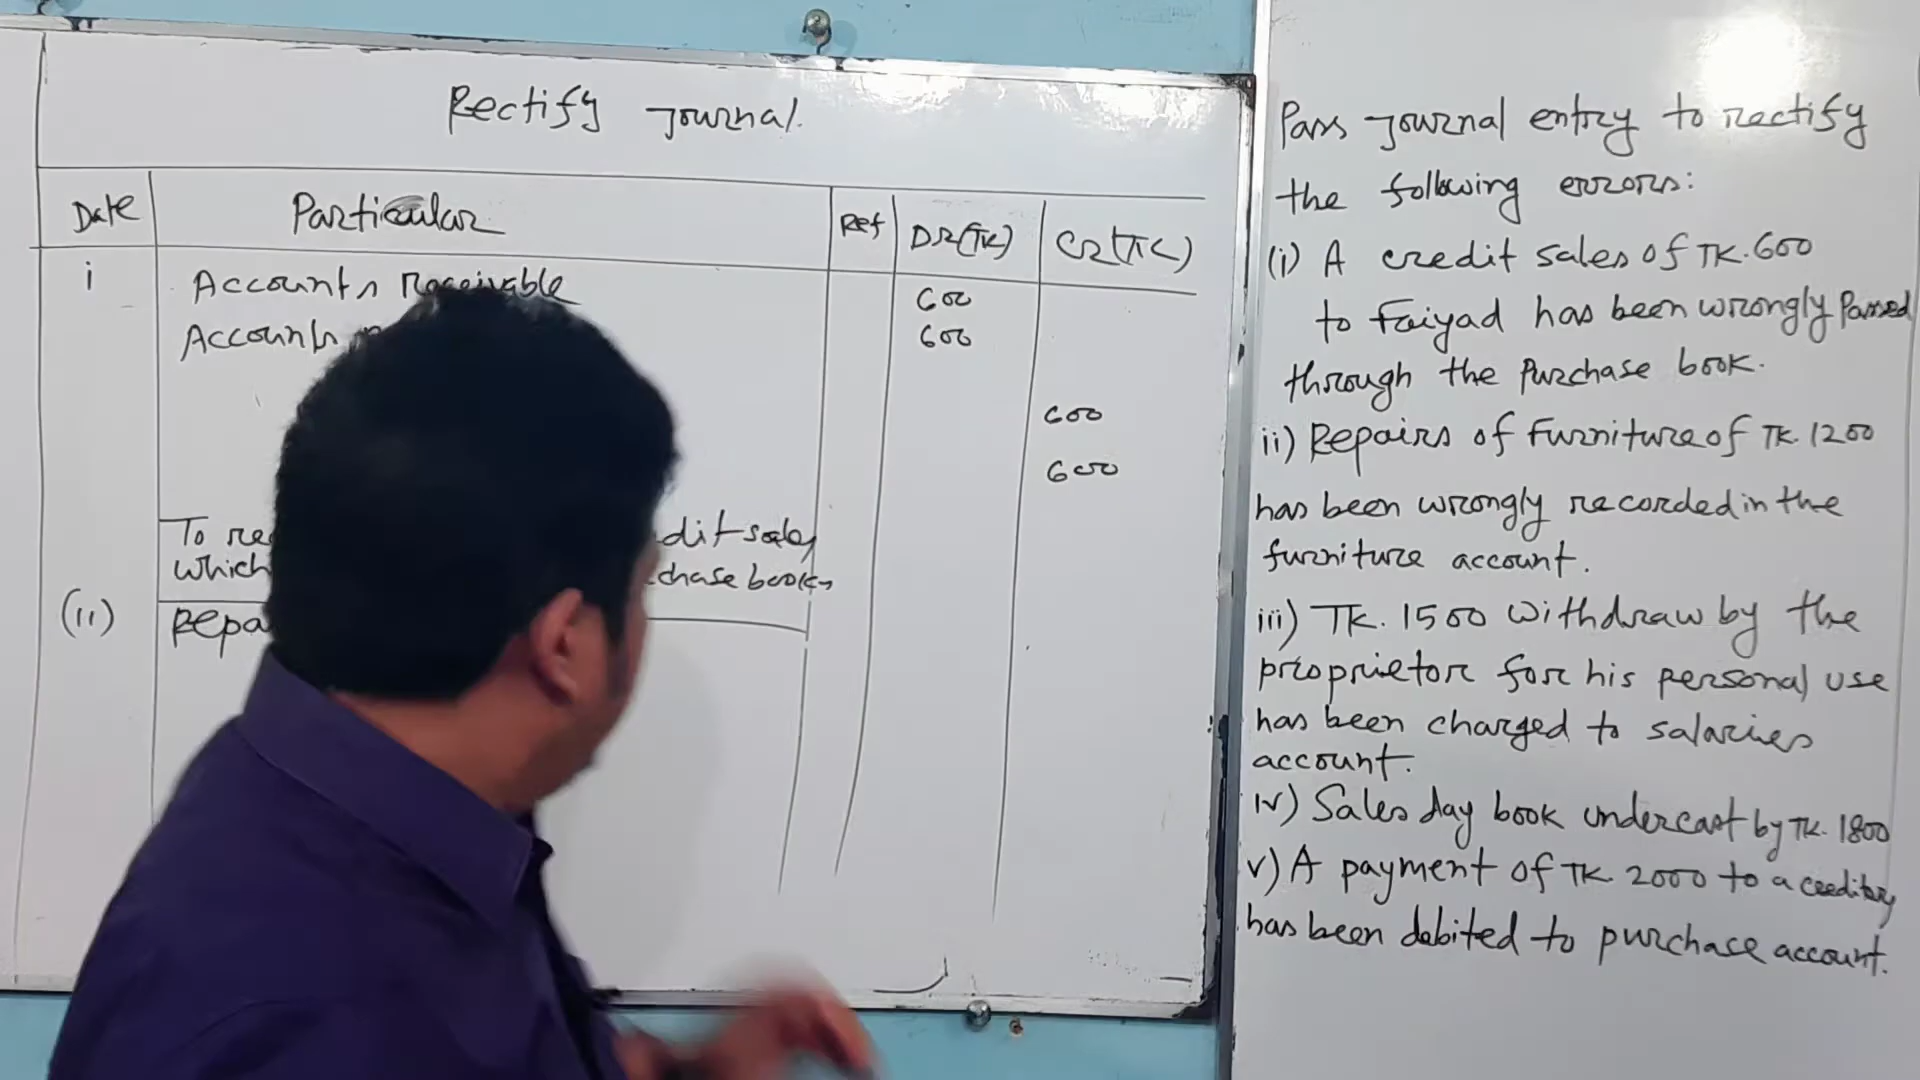 Rectify Journal.
Date Particular Ref DR(TK) CR(TK)
i Accounts Receivable 600
Accounts 600
600
600
To dit sales
which chase book,
(ii)
Pass Journal entry to rectify
the following errors:
(i) A credit sales of TK.600
to Faiyad has been wrongly Passed
through the Purchase book.
ii) Repairs of Furniture of TK.1200
has been wrongly recorded in the
furniture account.
iii) TK. 1500 withdraw by the
proprietor for his personal use
has been charged to salaries
account.
iv) Sales day book undercast by TK. 1800
v) A payment of TK 2000 to a
has been debited to purchase account.